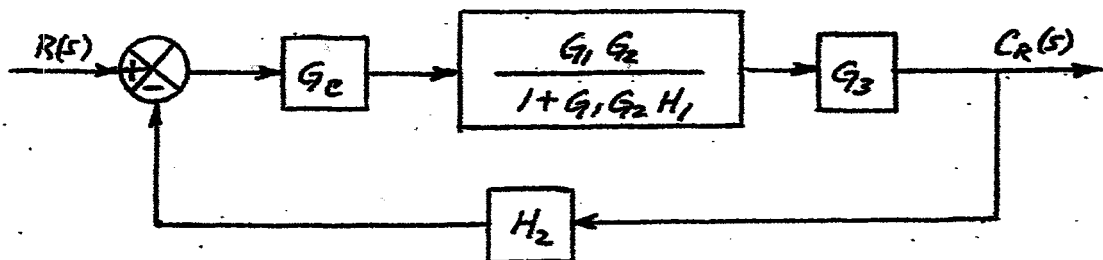 R(s)
+
-
G_c
G_1 G_2
1 + G_1 G_2 H_1
G_3
C_R(s)
H_2